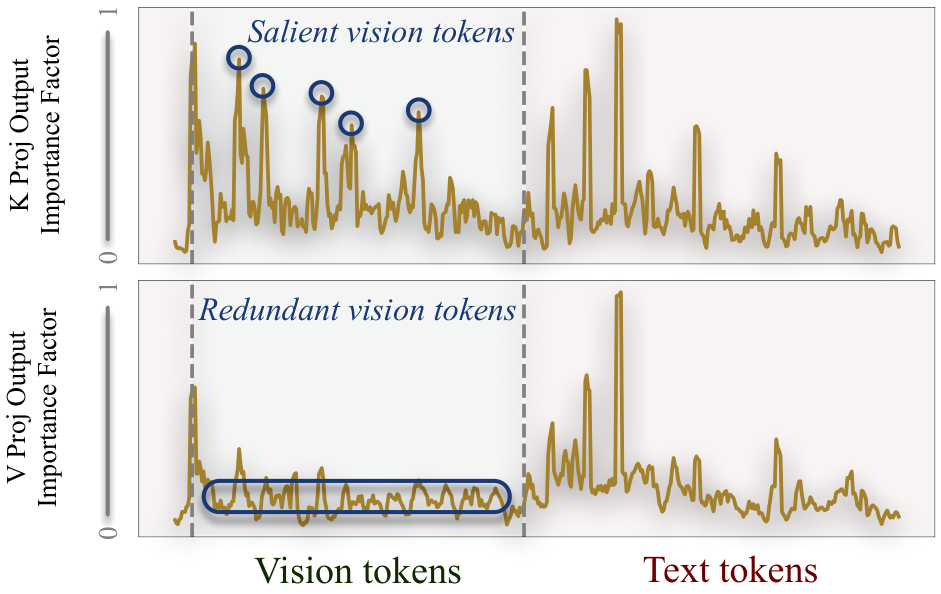 K Proj Output
Importance Factor
1
0
Salient vision tokens
V Proj Output
Importance Factor
1
0
Redundant vision tokens
Vision tokens
Text tokens